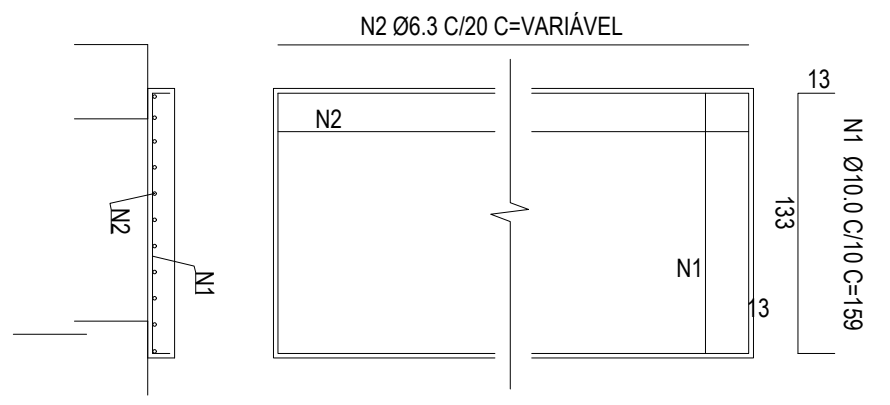 N2 Ø6.3 C/20 C=VARIÁVEL
13
N2
N1 Ø10.0 C/10 C=159
133
N2
N1
N1
13